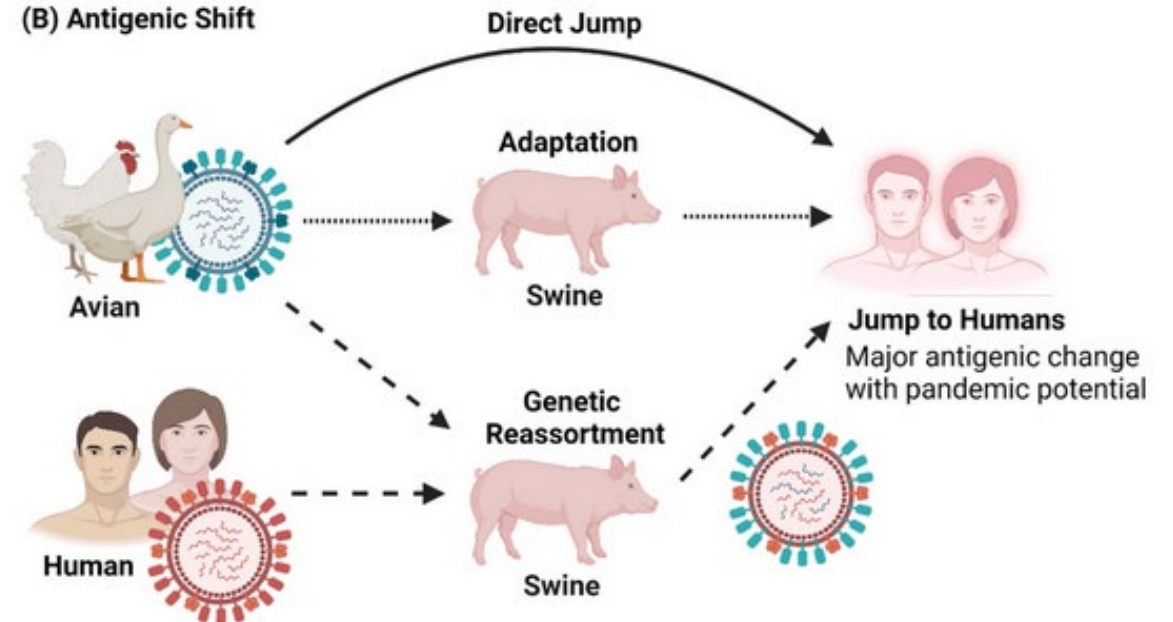 (B) Antigenic Shift
Direct Jump
Adaptation
Avian
Swine
Jump to Humans
Major antigenic change
with pandemic potential
Genetic
Reassortment
Human
Swine